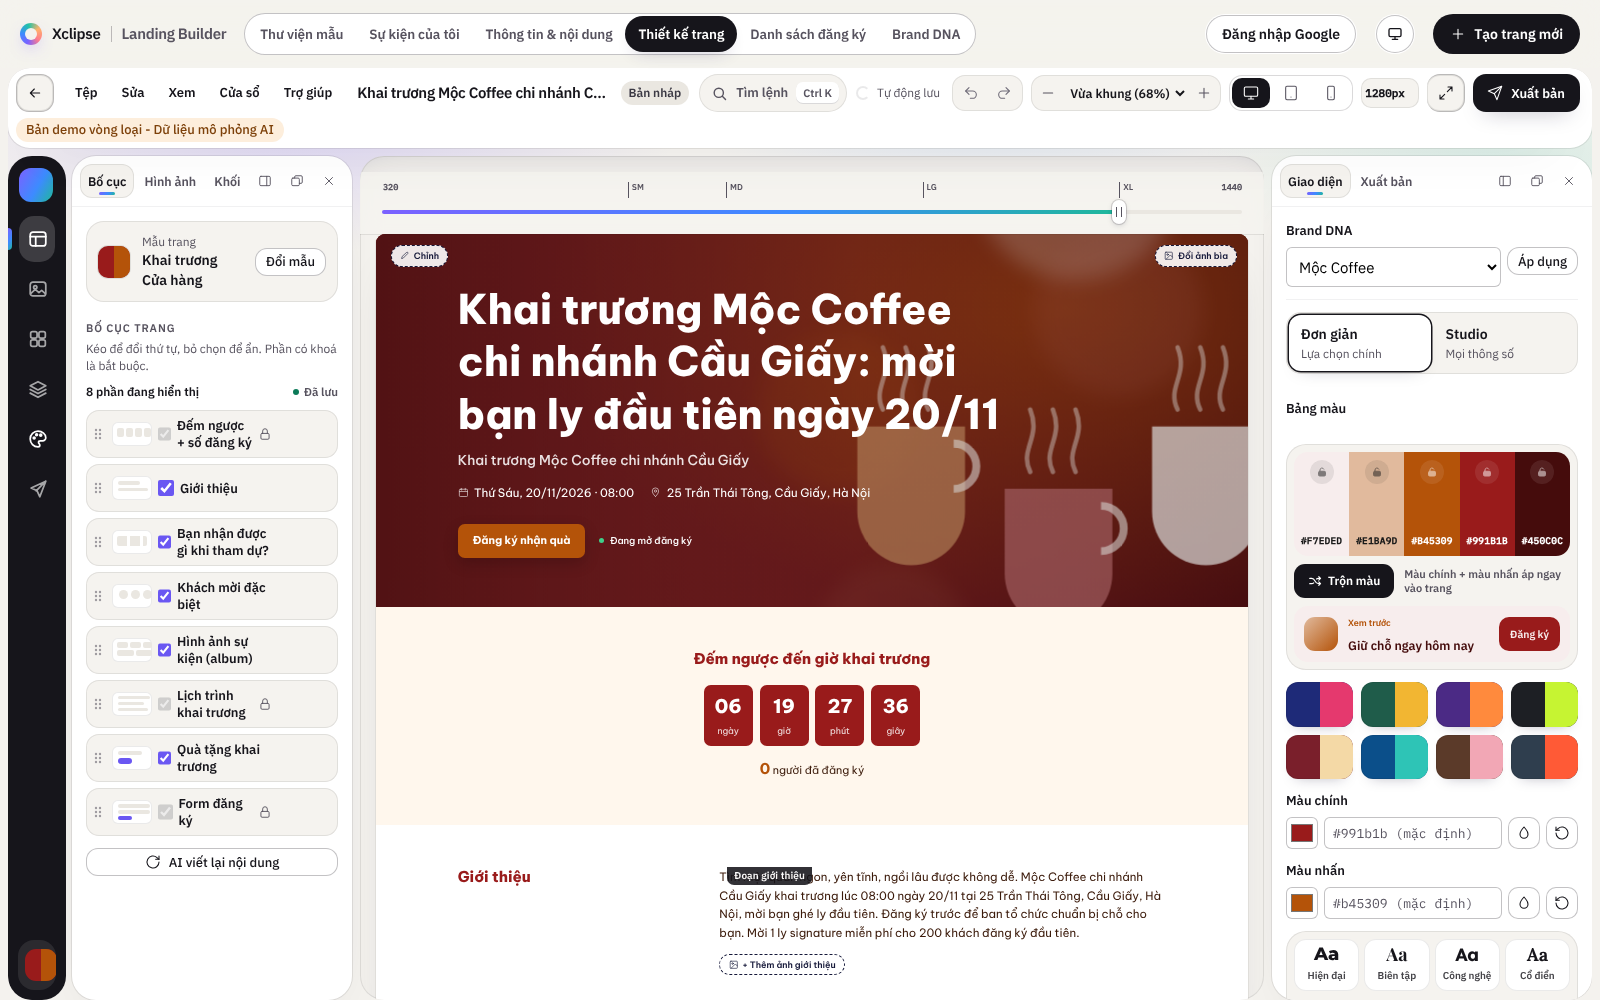 Xclipse
Landing Builder
Thư viện mẫu
Sự kiện của tôi
Thông tin & nội dung
Thiết kế trang
Danh sách đăng ký
Brand DNA
Đăng nhập Google
Tạo trang mới
Tệp
Sửa
Xem
Cửa sổ
Trợ giúp
Khai trương Mộc Coffee chi nhánh C...
Bản nháp
Tìm lệnh
Ctrl K
Tự động lưu
Vừa khung (68%)
1280px
Xuất bản
Bản demo vòng loại - Dữ liệu mô phỏng AI
Bố cục
Hình ảnh
Khối
Mẫu trang
Khai trương
Cửa hàng
Đổi mẫu
BỐ CỤC TRANG
Kéo để đổi thứ tự, bỏ chọn để ẩn. Phần có khoá
là bắt buộc.
8 phần đang hiển thị
Đã lưu
Đếm ngược
+ số đăng ký
Giới thiệu
Bạn nhận được
gì khi tham dự?
Khách mời đặc
biệt
Hình ảnh sự
kiện (album)
Lịch trình
khai trương
Quà tặng khai
trương
Form đăng
ký
AI viết lại nội dung
320
SM
MD
LG
XL
1440
Chỉnh
Đổi ảnh bìa
Khai trương Mộc Coffee
chi nhánh Cầu Giấy: mời
bạn ly đầu tiên ngày 20/11
Khai trương Mộc Coffee chi nhánh Cầu Giấy
Thứ Sáu, 20/11/2026 · 08:00
25 Trần Thái Tông, Cầu Giấy, Hà Nội
Đăng ký nhận quà
Đang mở đăng ký
Đếm ngược đến giờ khai trương
06
19
27
36
ngày
giờ
phút
giây
0 người đã đăng ký
Giới thiệu
Đoạn giới thiệu
gon, yên tĩnh, ngồi lâu được không dễ. Mộc Coffee chi nhánh
Cầu Giấy khai trương lúc 08:00 ngày 20/11 tại 25 Trần Thái Tông, Cầu Giấy, Hà
Nội, mời bạn ghé ly đầu tiên. Đăng ký trước để ban tổ chức chuẩn bị chỗ cho
bạn. Mời 1 ly signature miễn phí cho 200 khách đăng ký đầu tiên.
+ Thêm ảnh giới thiệu
Giao diện
Xuất bản
Brand DNA
Mộc Coffee
Áp dụng
Đơn giản
Lựa chọn chính
Studio
Mọi thông số
Bảng màu
#F7EDED
#E1BA9D
#B45309
#991B1B
#450C0C
Trộn màu
Màu chính + màu nhấn áp ngay
vào trang
Xem trước
Giữ chỗ ngay hôm nay
Đăng ký
Màu chính
#991b1b (mặc định)
Màu nhấn
#b45309 (mặc định)
Aa
Aa
Aa
Aa
Hiện đại
Biên tập
Công nghệ
Cổ điển